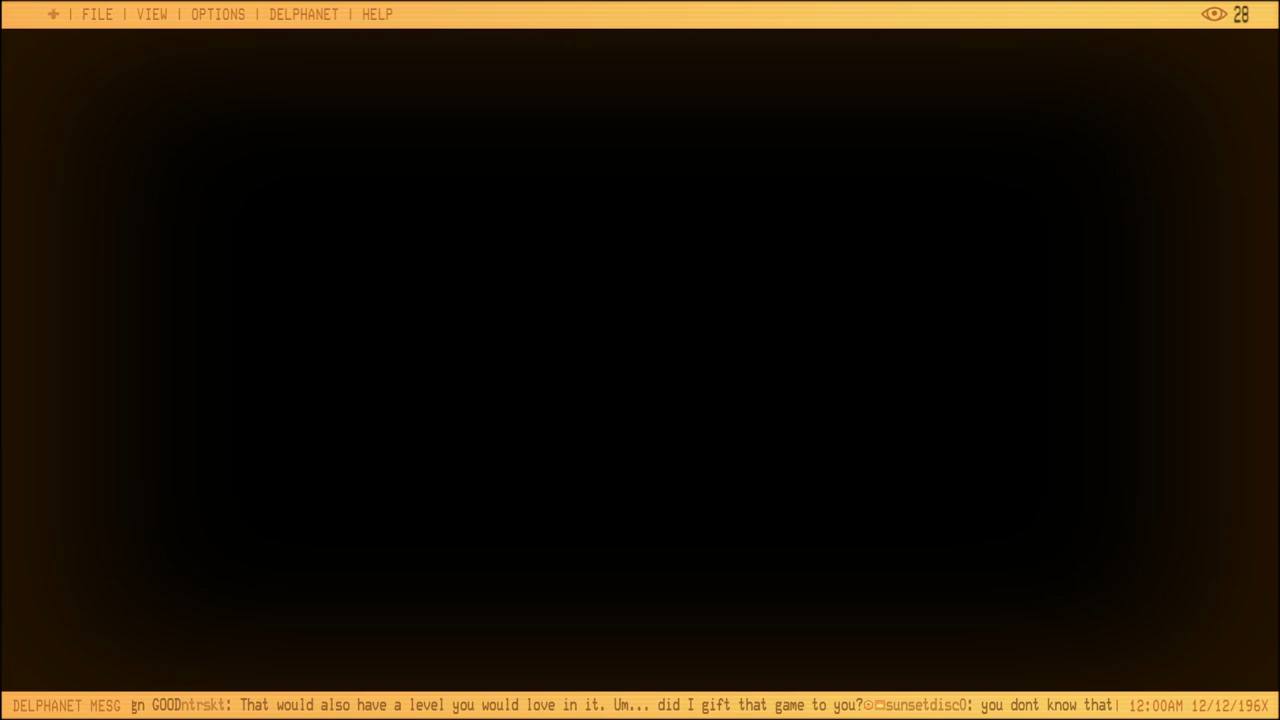 ✚ | FILE | VIEW | OPTIONS | DELPHANET | HELP 28
DELPHANET MESG gn GOODntrskt: That would also have a level you would love in it. Um... did I gift that game to you?sunsetdisc0: you dont know that| 12:00AM 12/12/196X